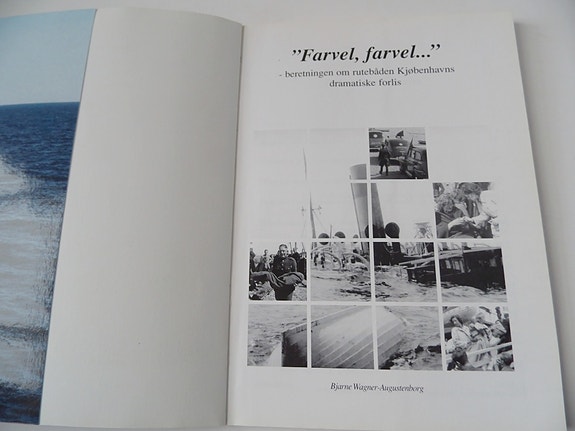 ”Farvel, farvel...”
- beretningen om rutebåden Kjøbenhavns
dramatiske forlis
Bjarne Wagner-Augustenborg